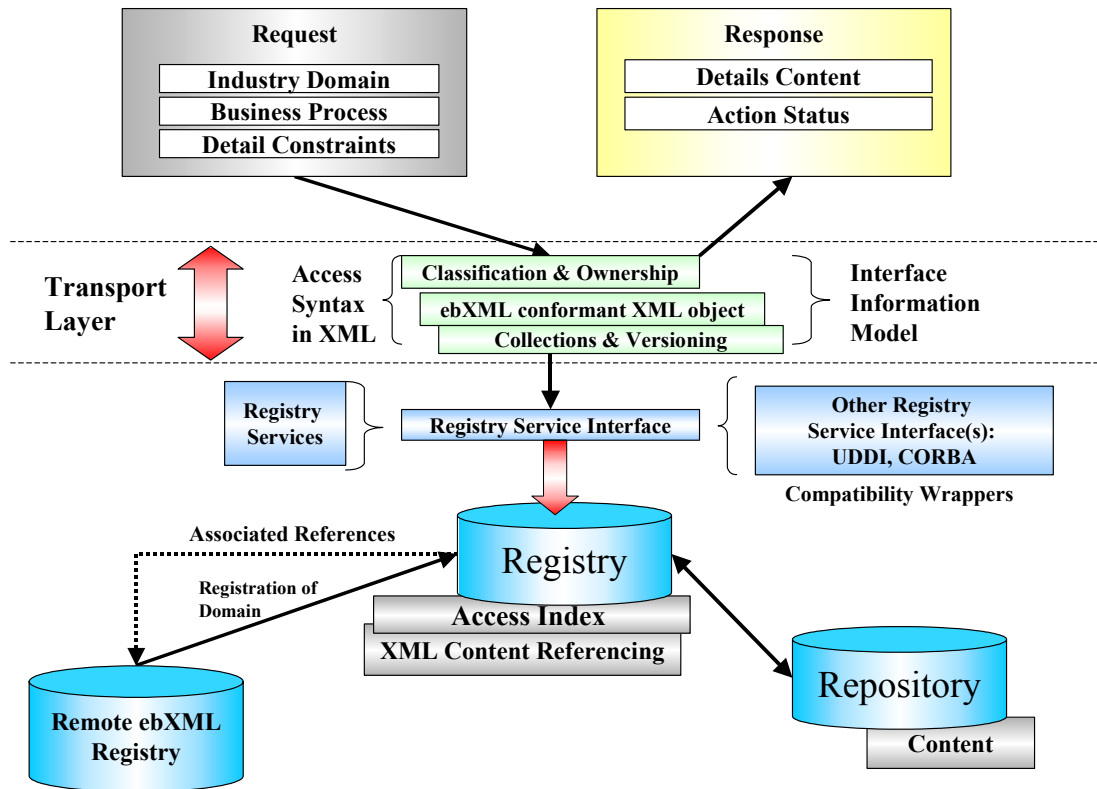 Request
Industry Domain
Business Process
Detail Constraints
Response
Details Content
Action Status
Transport
Layer
Access
Syntax
in XML
Classification & Ownership
ebXML conformant XML object
Collections & Versioning
Interface
Information
Model
Registry
Services
Registry Service Interface
Other Registry
Service Interface(s):
UDDI, CORBA
Compatibility Wrappers
Associated References
Registration of
Domain
Registry
Access Index
XML Content Referencing
Remote ebXML
Registry
Repository
Content